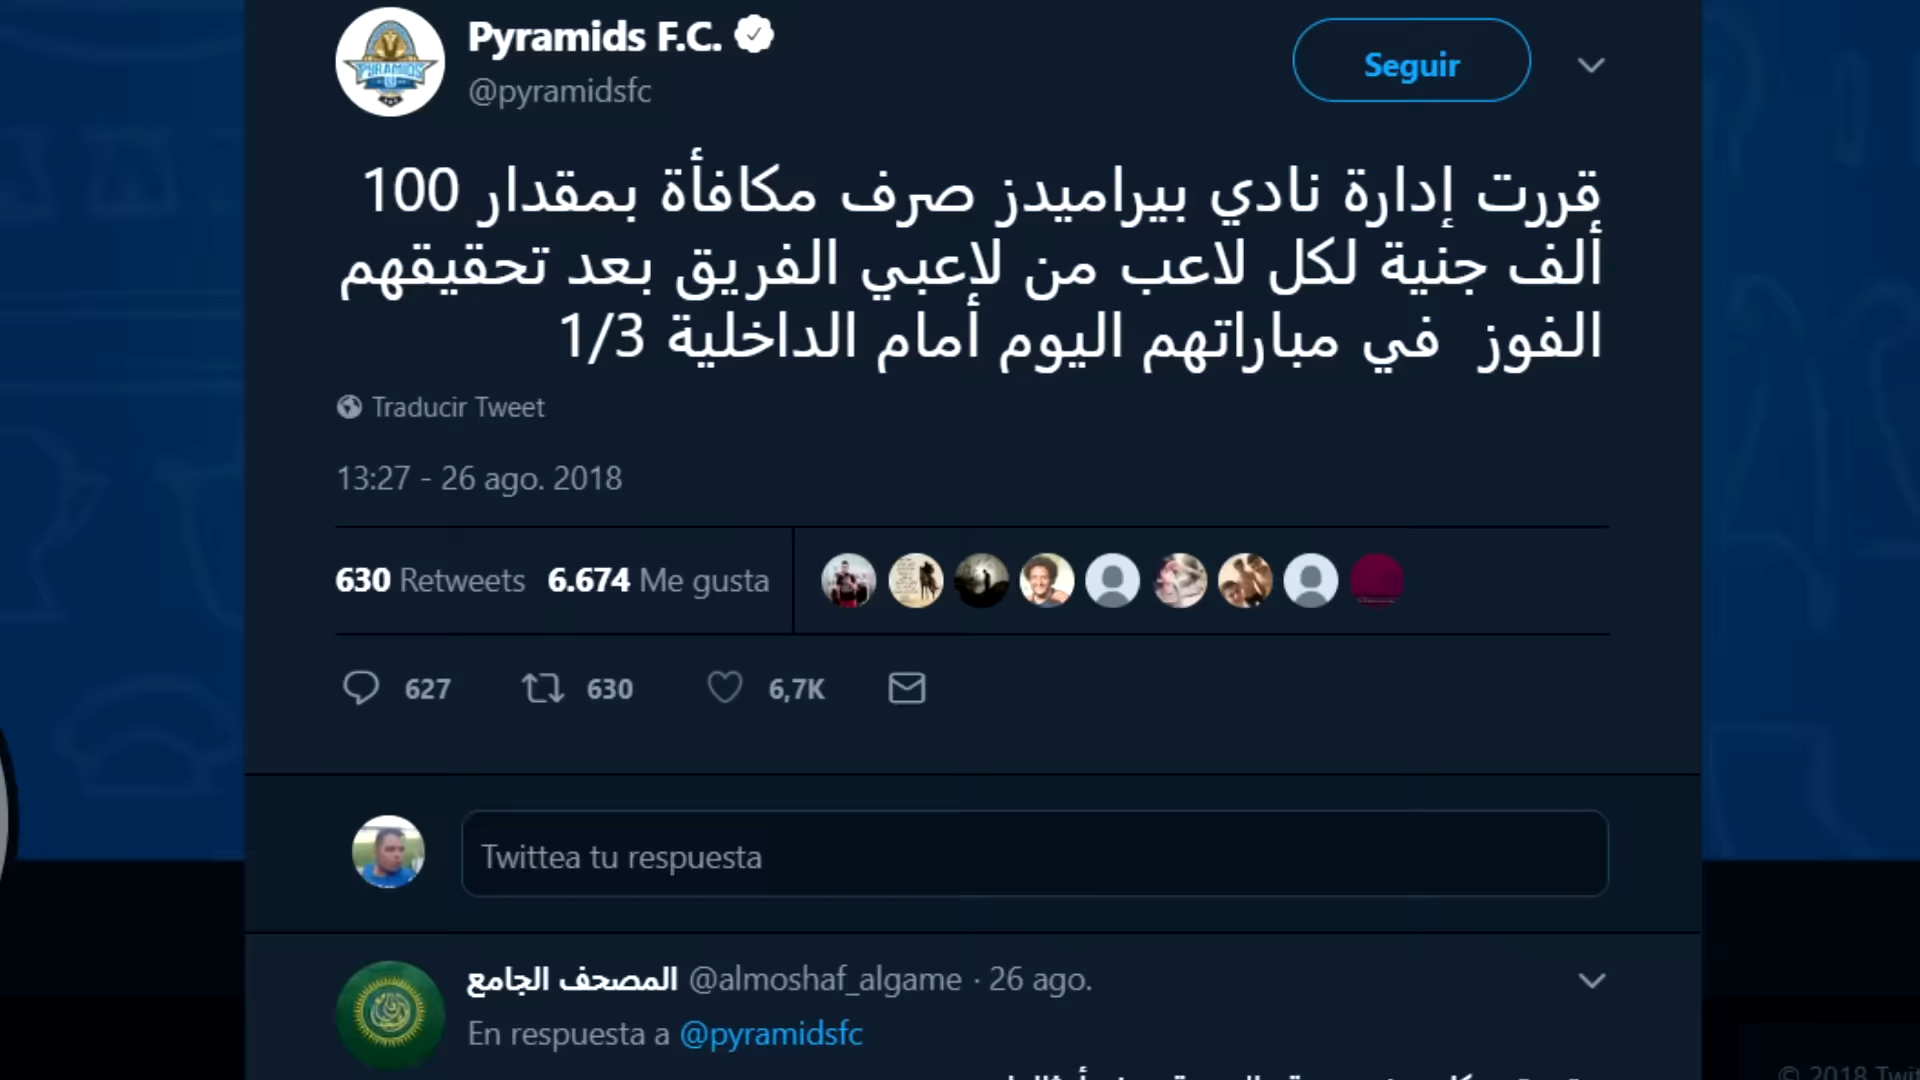 Pyramids F.C.
@pyramidsfc
Seguir
قررت إدارة نادي بيراميدز صرف مكافأة بمقدار 100
ألف جنية لكل لاعب من لاعبي الفريق بعد تحقيقهم
الفوز في مباراتهم اليوم أمام الداخلية 1/3
Traducir Tweet
13:27 - 26 ago. 2018
630 Retweets 6.674 Me gusta
627 630 6,7K
Twittea tu respuesta
المصحف الجامع @almoshaf_algame · 26 ago.
En respuesta a @pyramidsfc
© 2018 Twit